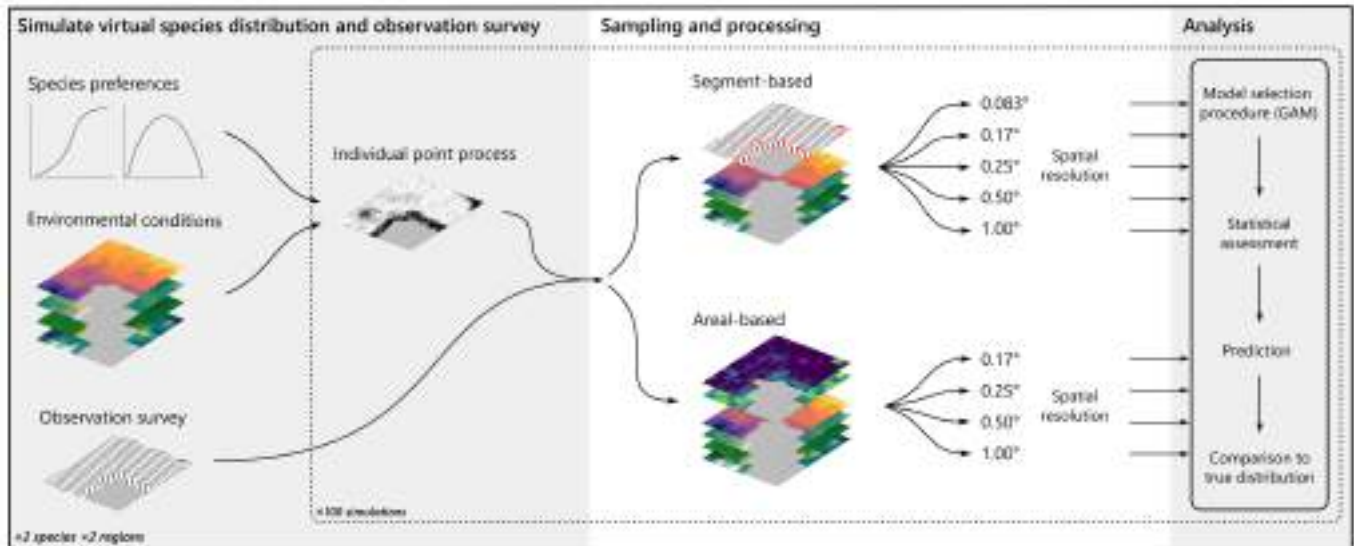 Simulate virtual species distribution and observation survey
Sampling and processing
Analysis
Species preferences
Environmental conditions
Observation survey
×2 species ×2 regions
Individual point process
×100 simulations
Segment-based
0.083°
0.17°
0.25°
0.50°
1.00°
Spatial
resolution
Areal-based
0.17°
0.25°
0.50°
1.00°
Spatial
resolution
Model selection
procedure (GAM)
Statistical
assessment
Prediction
Comparison to
true distribution